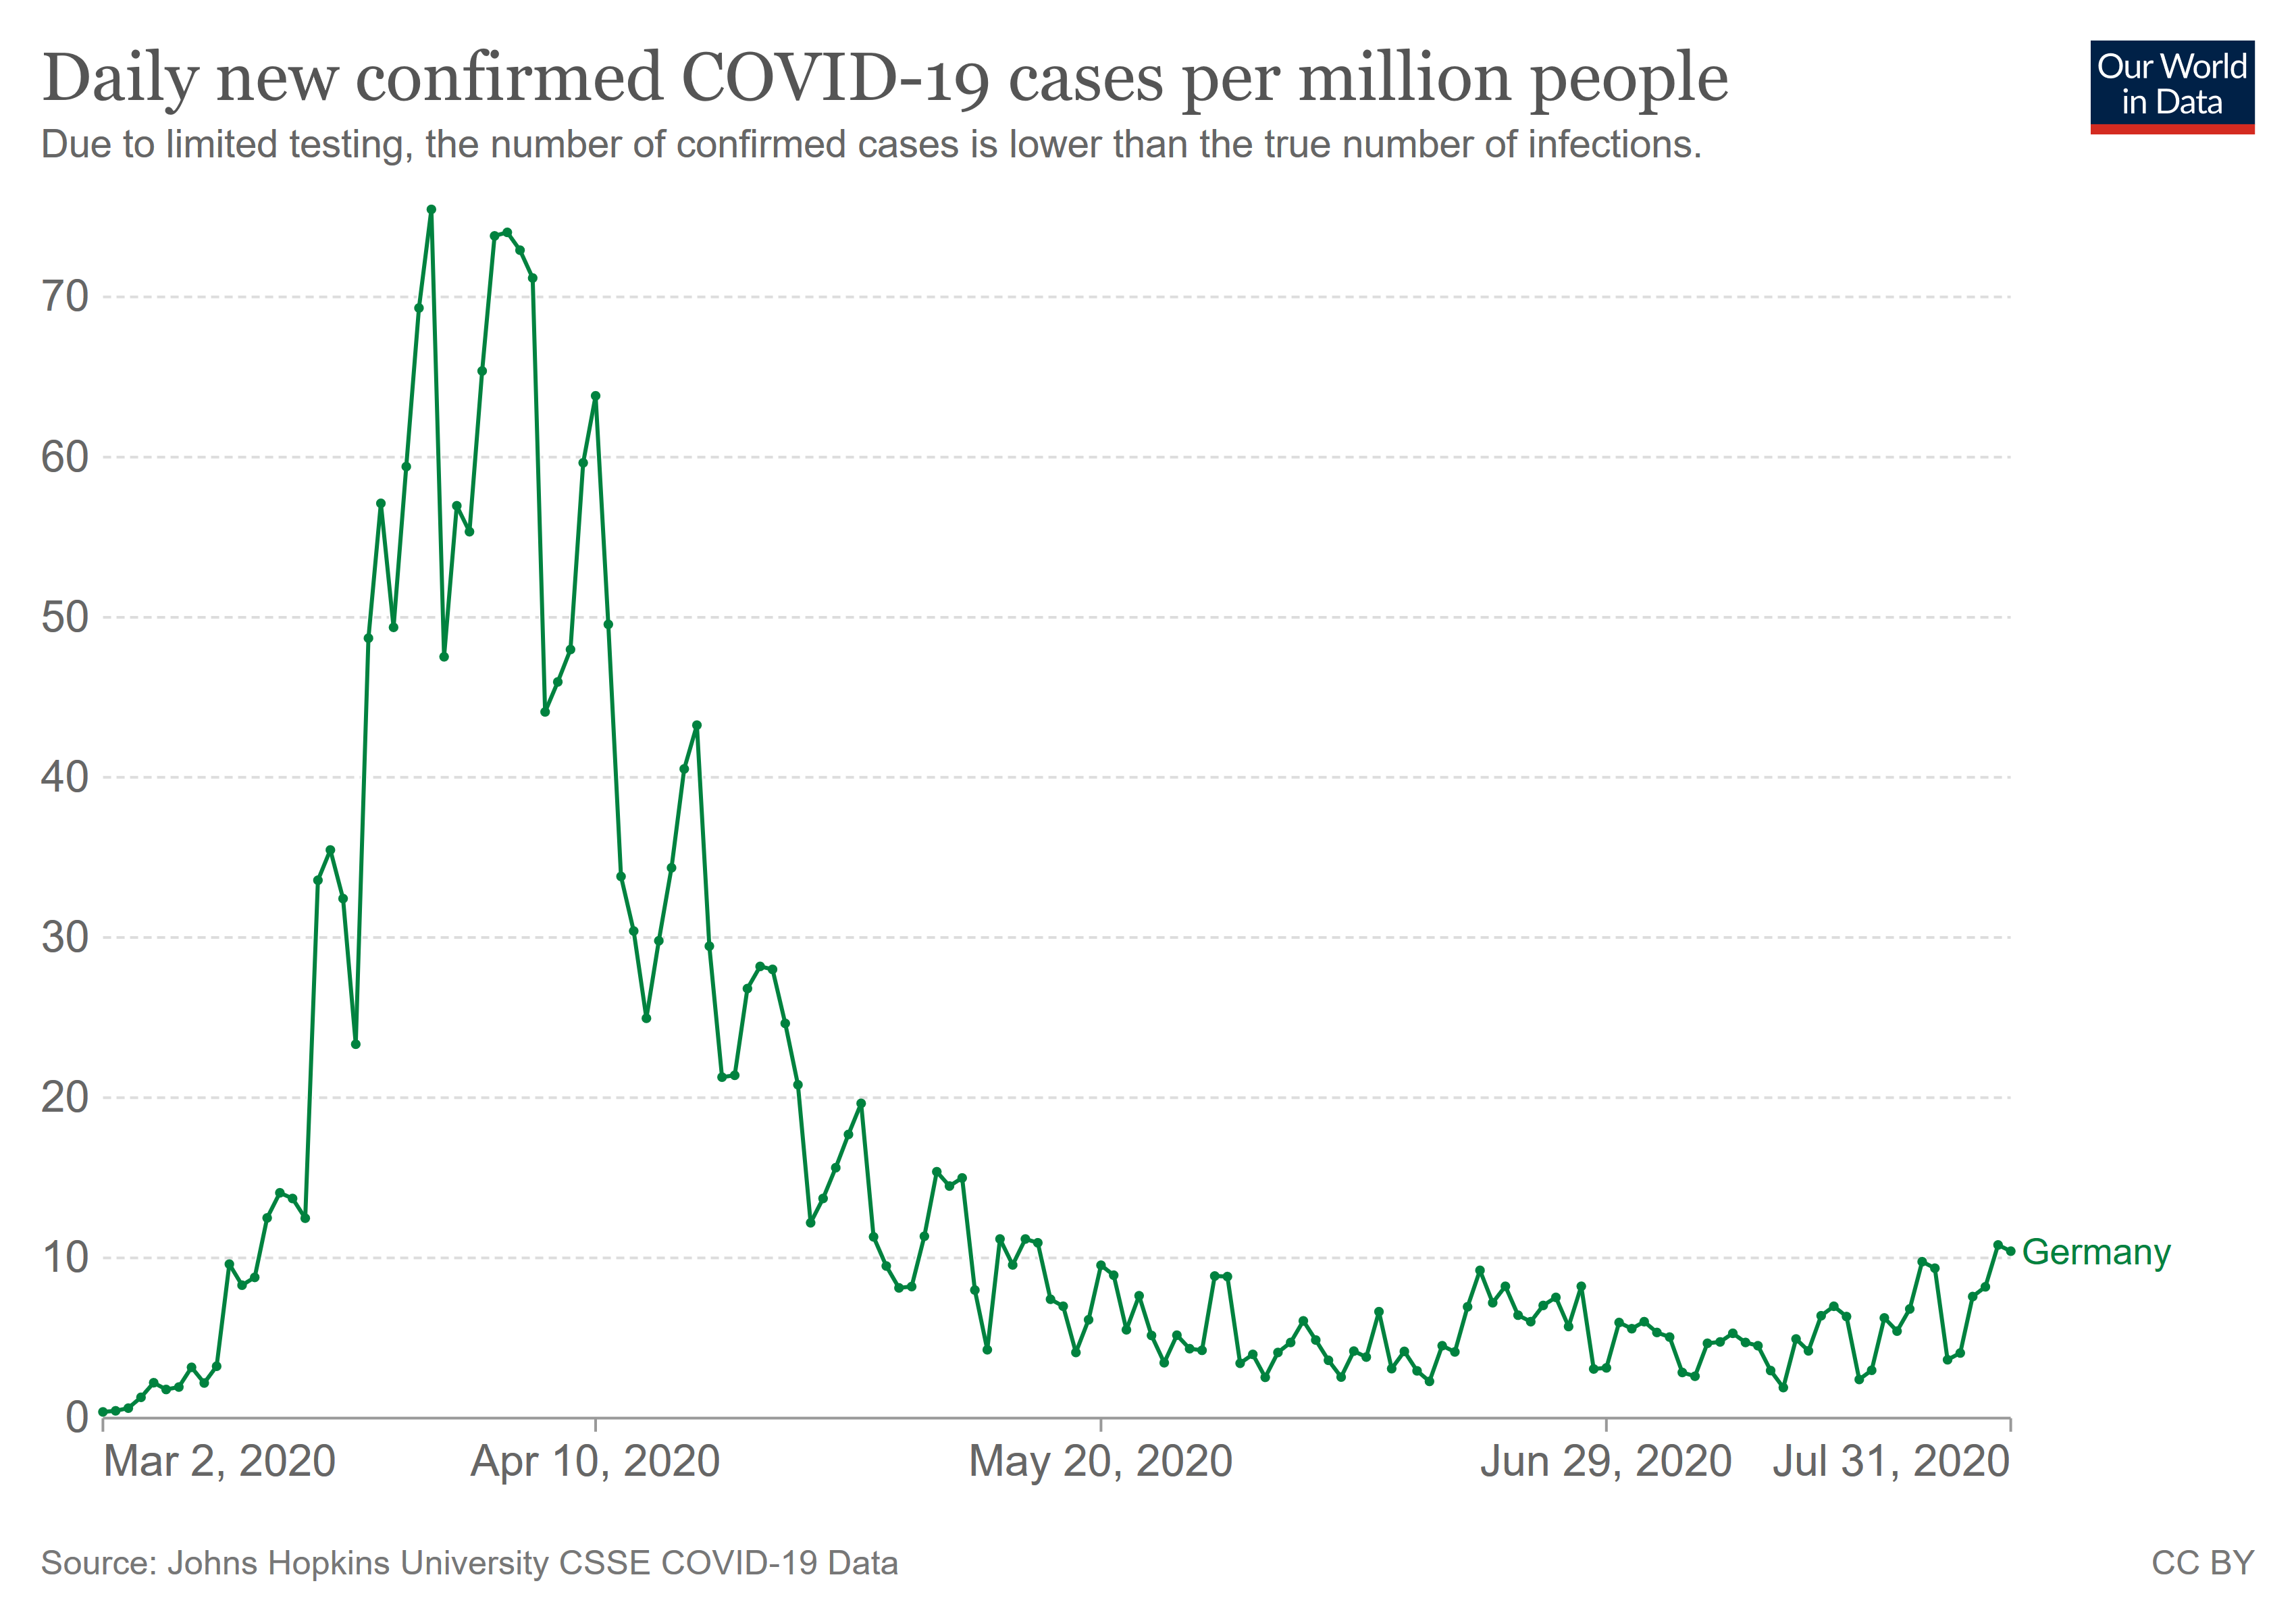 Daily new confirmed COVID-19 cases per million people
Our World
in Data
Due to limited testing, the number of confirmed cases is lower than the true number of infections.
70
60
50
40
30
20
10
0
Germany
Mar 2, 2020 Apr 10, 2020 May 20, 2020 Jun 29, 2020 Jul 31, 2020
Source: Johns Hopkins University CSSE COVID-19 Data
CC BY